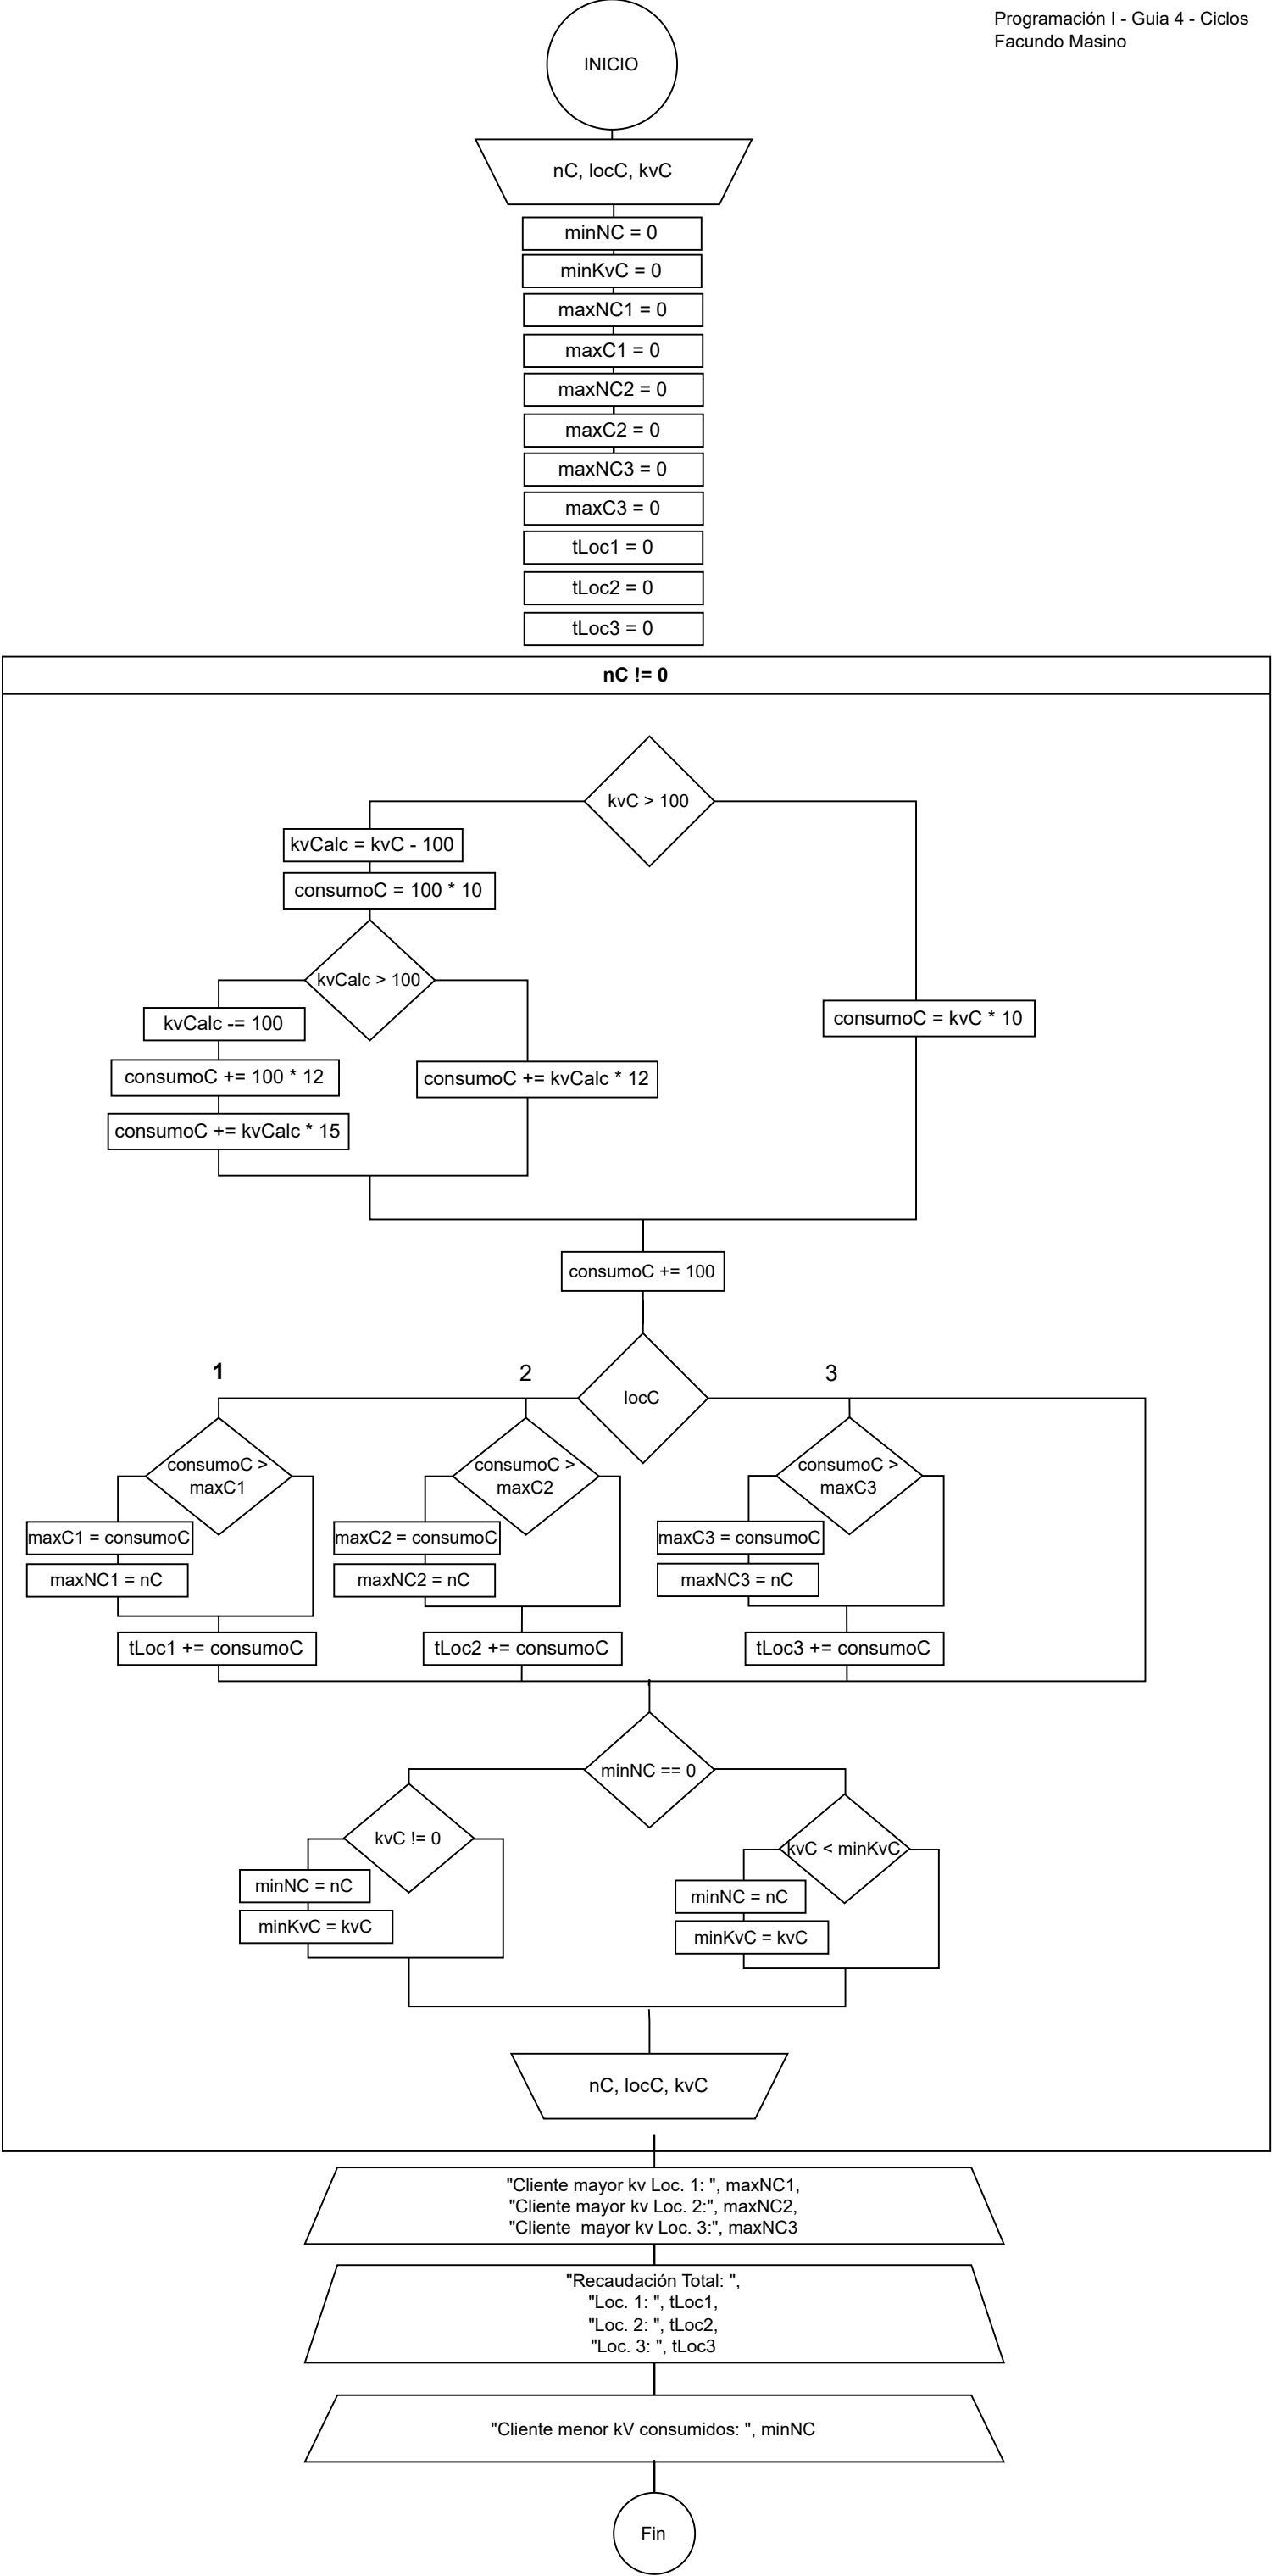 Programación I - Guia 4 - Ciclos
Facundo Masino
INICIO
nC, locC, kvC
minNC = 0
minKvC = 0
maxNC1 = 0
maxC1 = 0
maxNC2 = 0
maxC2 = 0
maxNC3 = 0
maxC3 = 0
tLoc1 = 0
tLoc2 = 0
tLoc3 = 0
nC != 0
kvC > 100
kvCalc = kvC - 100
consumoC = 100 * 10
kvCalc > 100
kvCalc -= 100
consumoC += 100 * 12
consumoC += kvCalc * 15
consumoC += kvCalc * 12
consumoC = kvC * 10
consumoC += 100
locC
1
consumoC >
maxC1
maxC1 = consumoC
maxNC1 = nC
tLoc1 += consumoC
2
consumoC >
maxC2
maxC2 = consumoC
maxNC2 = nC
tLoc2 += consumoC
3
consumoC >
maxC3
maxC3 = consumoC
maxNC3 = nC
tLoc3 += consumoC
minNC == 0
kvC != 0
minNC = nC
minKvC = kvC
kvC < minKvC
minNC = nC
minKvC = kvC
nC, locC, kvC
"Cliente mayor kv Loc. 1: ", maxNC1,
"Cliente mayor kv Loc. 2:", maxNC2,
"Cliente  mayor kv Loc. 3:", maxNC3
"Recaudación Total: ",
"Loc. 1: ", tLoc1,
"Loc. 2: ", tLoc2,
"Loc. 3: ", tLoc3
"Cliente menor kV consumidos: ", minNC
Fin